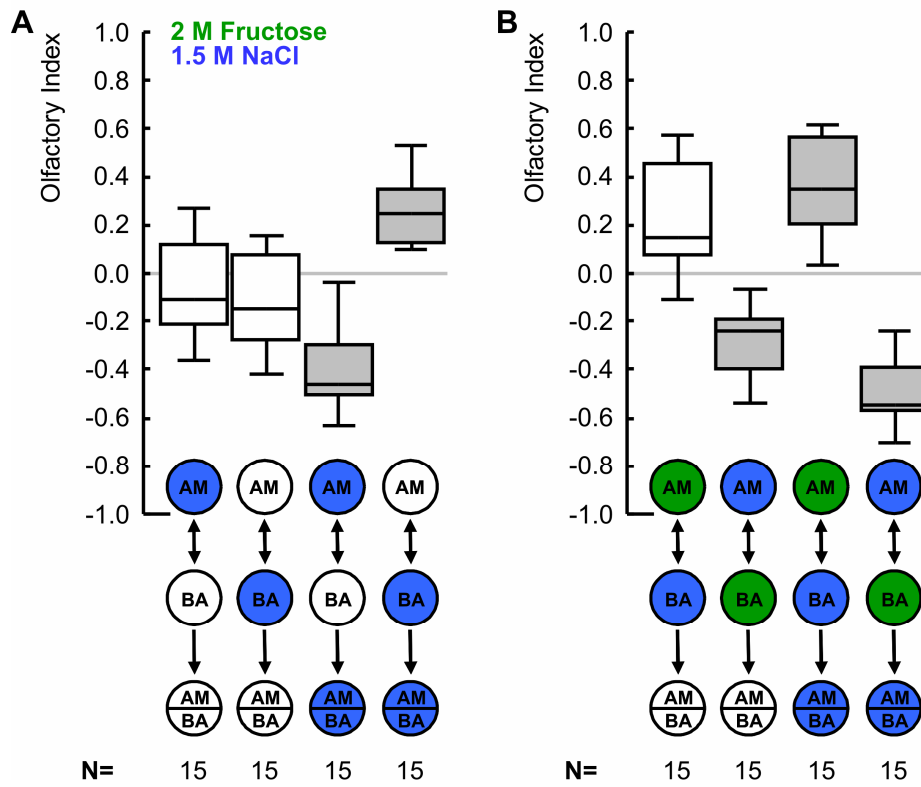 A
2 M Fructose
1.5 M NaCl
Olfactory Index
1.0
0.8
0.6
0.4
0.2
0.0
-0.2
-0.4
-0.6
-0.8
-1.0
AM AM AM AM
BA BA BA BA
AM AM AM AM
BA BA BA BA
N= 15 15 15 15
B
Olfactory Index
1.0
0.8
0.6
0.4
0.2
0.0
-0.2
-0.4
-0.6
-0.8
-1.0
AM AM AM AM
BA BA BA BA
AM AM AM AM
BA BA BA BA
N= 15 15 15 15